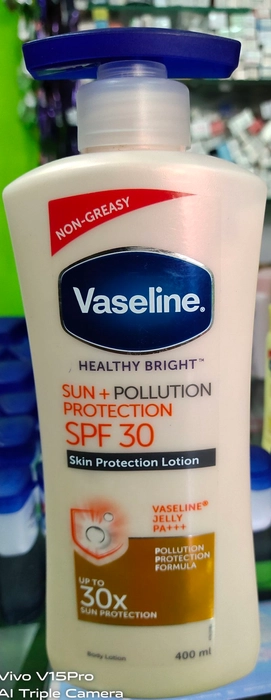 NON-GREASY
Vaseline.
HEALTHY BRIGHT™
SUN + POLLUTION
PROTECTION
SPF 30
Skin Protection Lotion
VASELINE®
JELLY
PA+++
POLLUTION
PROTECTION
FORMULA
UP TO
30X
SUN PROTECTION
Body Lotion
400 ml
Vivo V15Pro
AI Triple Camera